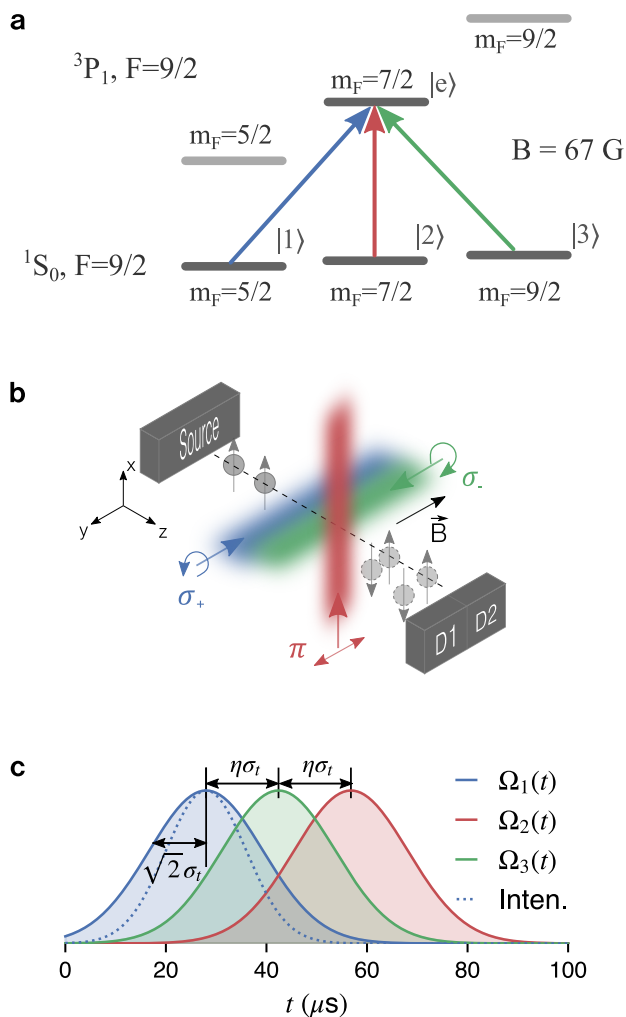 a
m_F=9/2
³P₁, F=9/2
m_F=7/2 |e⟩
m_F=5/2
B = 67 G
|1⟩ |2⟩ |3⟩
¹S₀, F=9/2
m_F=5/2 m_F=7/2 m_F=9/2
b
Source
x
y z
σ₋
B⃗
σ₊
π
D1 D2
c
ησ_t ησ_t
√2 σ_t
Ω₁(t)
Ω₂(t)
Ω₃(t)
Inten.
0 20 40 60 80 100
t (μs)